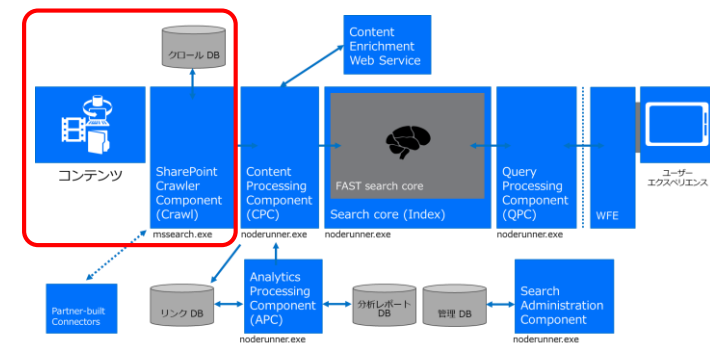 クロール DB
Content
Enrichment
Web Service
コンテンツ
SharePoint
Crawler
Component
(Crawl)
mssearch.exe
Content
Processing
Component
(CPC)
noderunner.exe
FAST search core
Search core (Index)
noderunner.exe
Query
Processing
Component
(QPC)
noderunner.exe
WFE
ユーザー
エクスペリエンス
Partner-built
Connectors
リンク DB
Analytics
Processing
Component
(APC)
noderunner.exe
分析レポート
DB
管理 DB
Search
Administration
Component
noderunner.exe